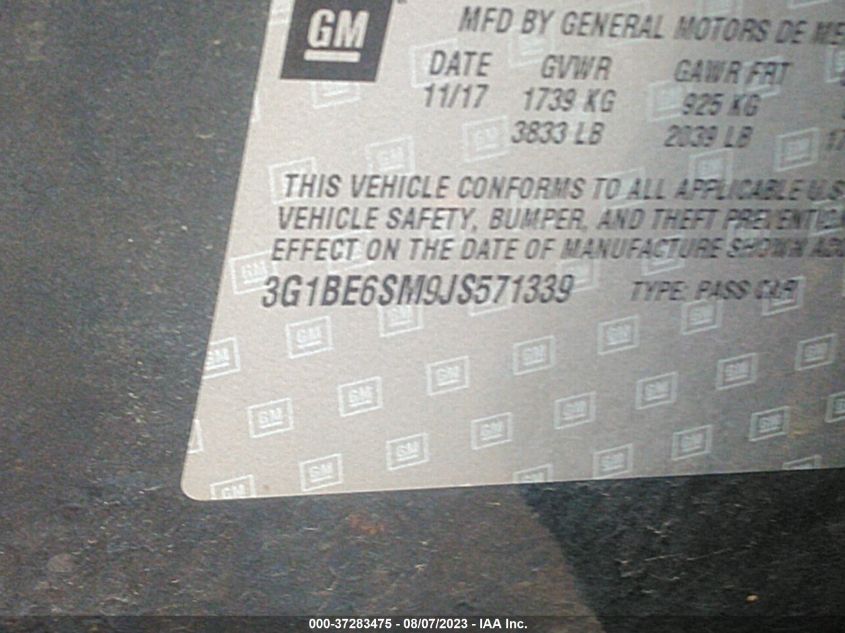 GM
MFD BY GENERAL MOTORS DE ME
DATE GVWR GAWR FRT
11/17 1739 KG 925 KG
3833 LB 2039 LB 17
THIS VEHICLE CONFORMS TO ALL APPLICABLE U.S
VEHICLE SAFETY, BUMPER, AND THEFT PREVENTIO
EFFECT ON THE DATE OF MANUFACTURE SHOWN ABO
3G1BE6SM9JS571339 TYPE: PASS CAR
000-37283475 - 08/07/2023 - IAA Inc.